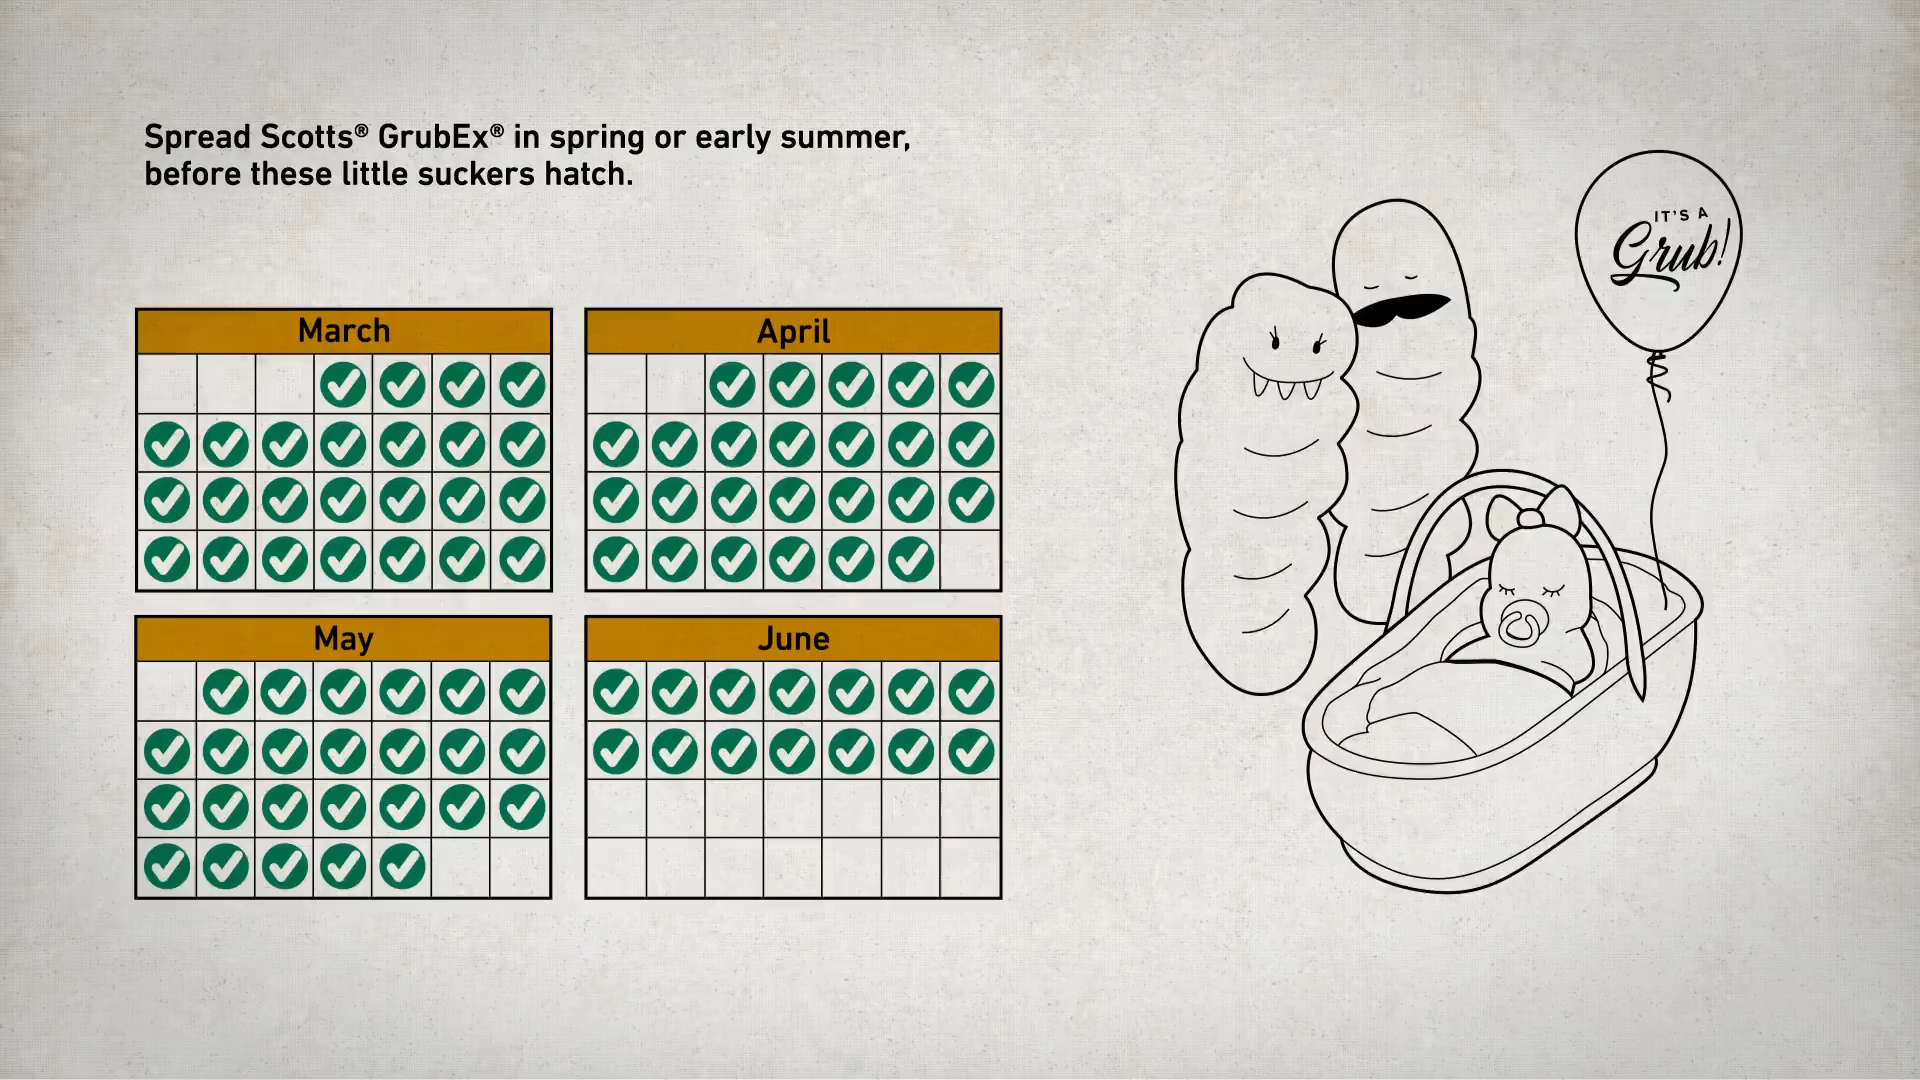 Spread Scotts® GrubEx® in spring or early summer,
before these little suckers hatch.
March
April
May
June
IT'S A
Grub!